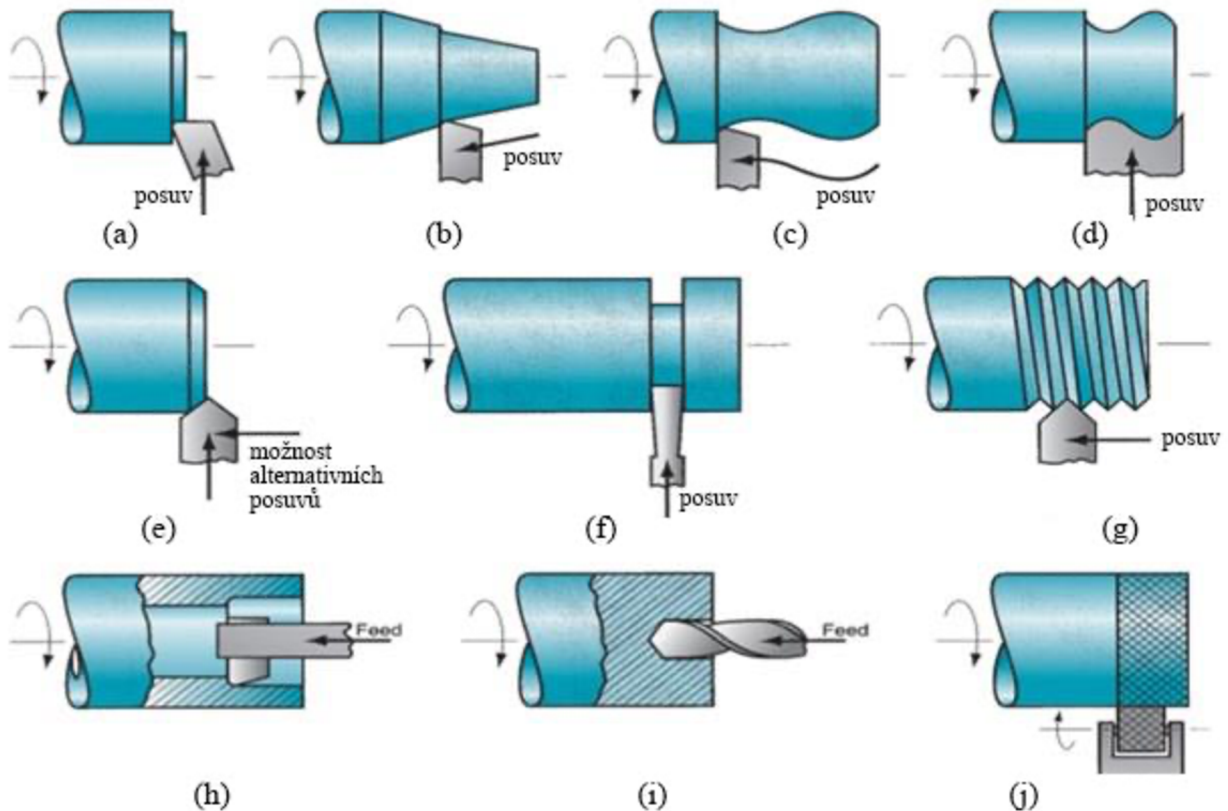 posuv
(a)
posuv
(b)
posuv
(c)
posuv
(d)
možnost
alternativních
posuvů
(e)
posuv
(f)
posuv
(g)
Feed
(h)
Feed
(i)
(j)